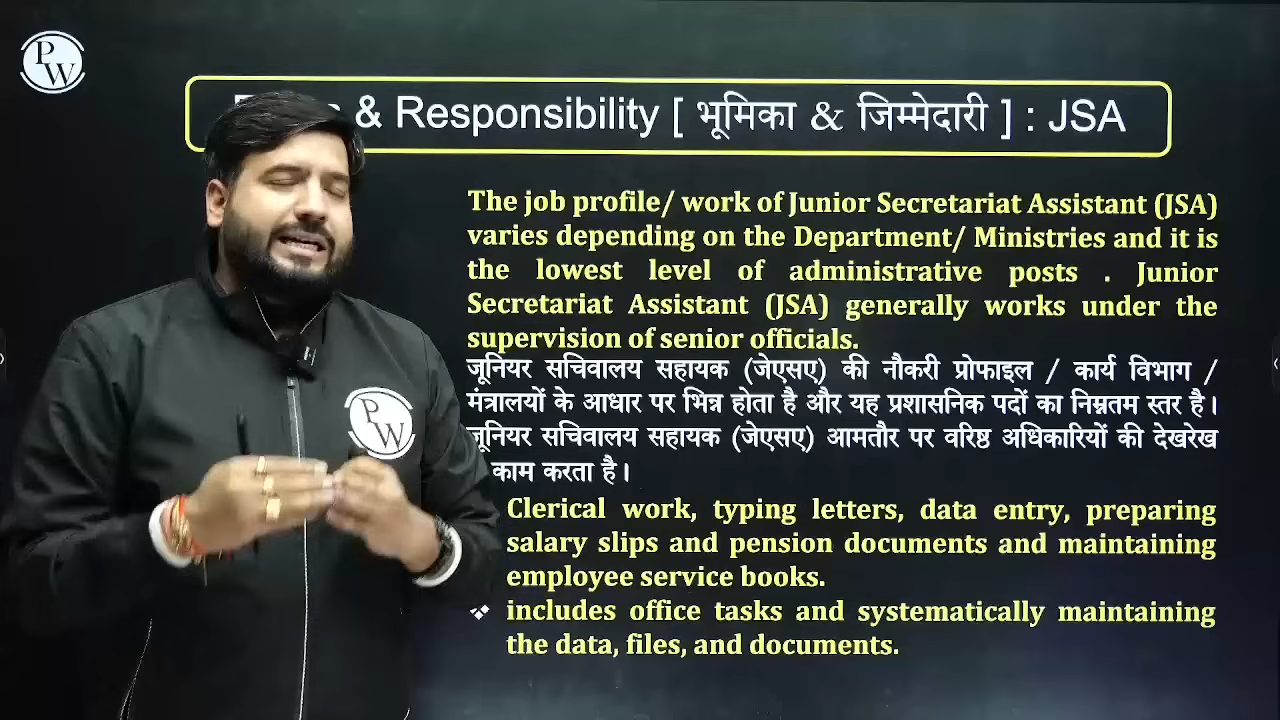 PW
& Responsibility [ भूमिका & जिम्मेदारी ] : JSA
The job profile/ work of Junior Secretariat Assistant (JSA)
varies depending on the Department/ Ministries and it is
the lowest level of administrative posts . Junior
Secretariat Assistant (JSA) generally works under the
supervision of senior officials.
जूनियर सचिवालय सहायक (जेएसए) की नौकरी प्रोफाइल / कार्य विभाग /
मंत्रालयों के आधार पर भिन्न होता है और यह प्रशासनिक पदों का निम्नतम स्तर है।
जूनियर सचिवालय सहायक (जेएसए) आमतौर पर वरिष्ठ अधिकारियों की देखरेख
काम करता है।
Clerical work, typing letters, data entry, preparing
salary slips and pension documents and maintaining
employee service books.
includes office tasks and systematically maintaining
the data, files, and documents.
PW